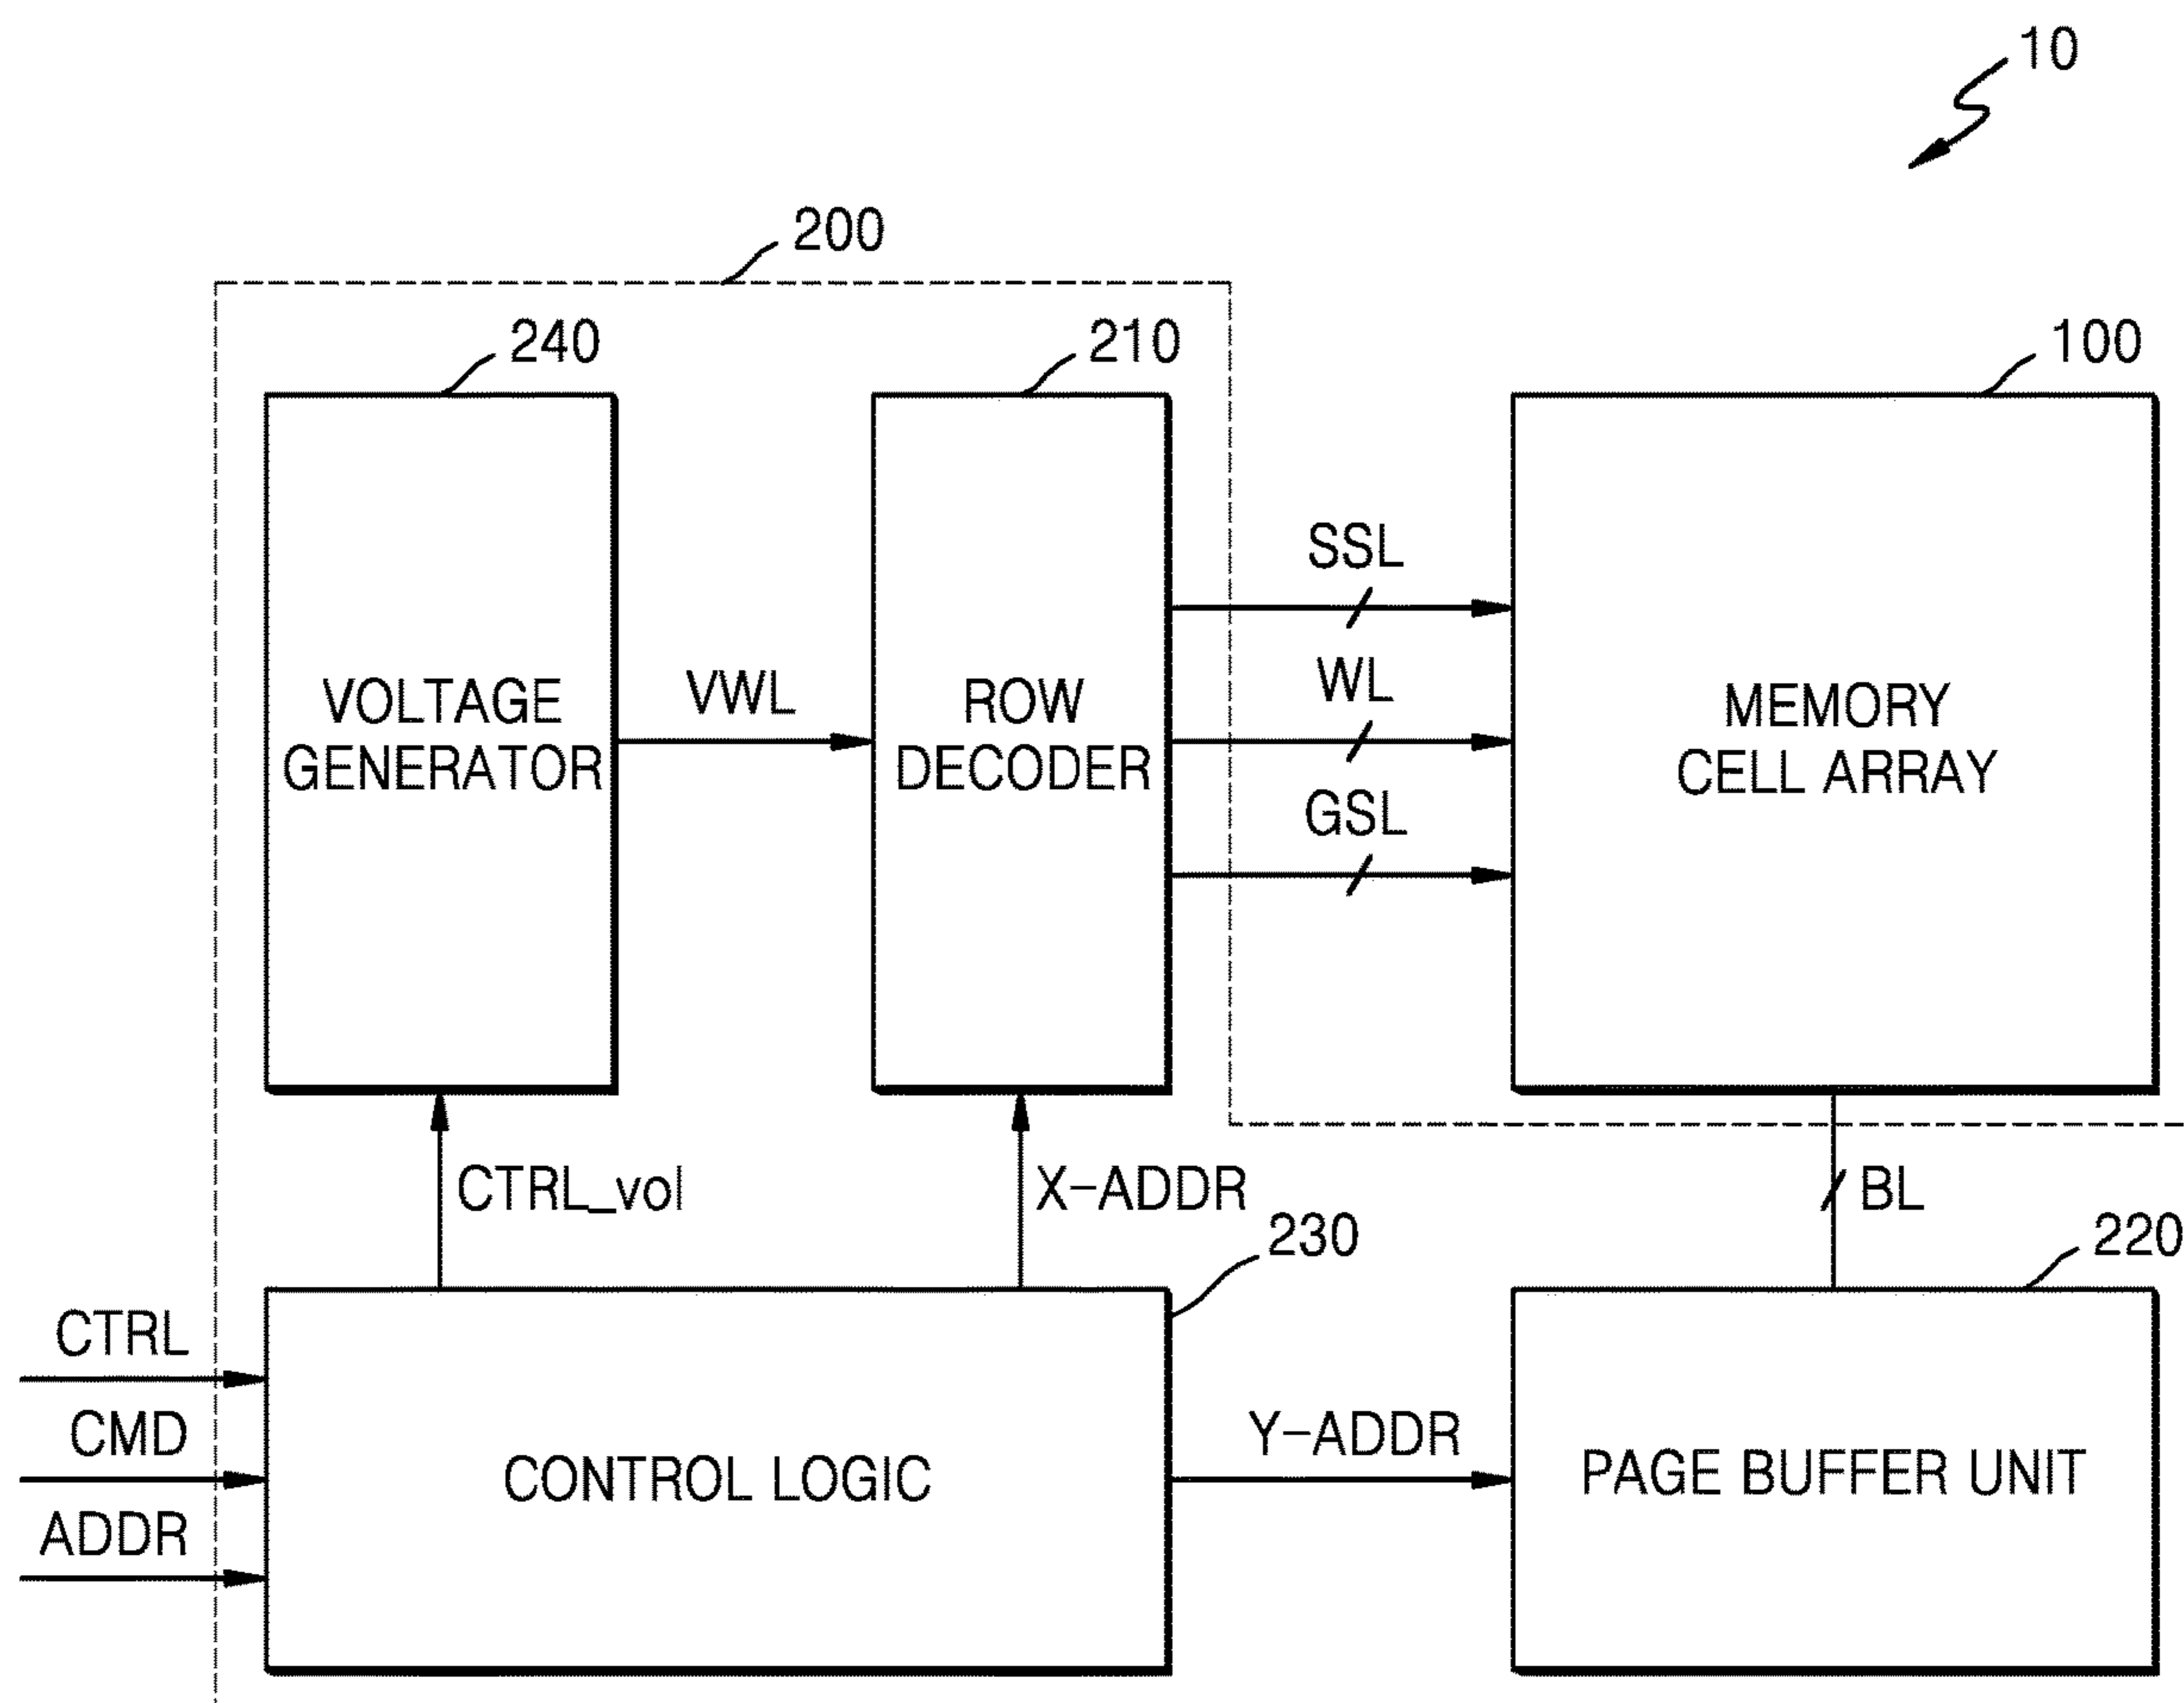 10
200
240
210
100
SSL
VOLTAGE
GENERATOR
VWL
ROW
DECODER
WL
MEMORY
CELL ARRAY
GSL
CTRL_vol
X-ADDR
BL
230
220
CTRL
CMD
ADDR
CONTROL LOGIC
Y-ADDR
PAGE BUFFER UNIT